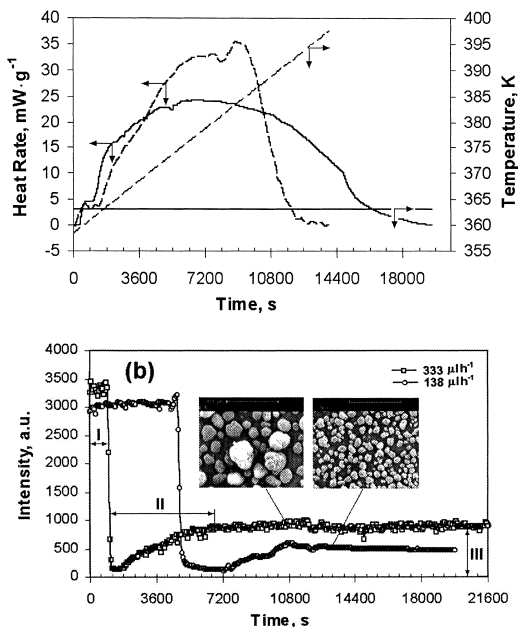 40
35
30
25
20
15
10
5
0
-5
Heat Rate, mW·g⁻¹
400
395
390
385
380
375
370
365
360
355
Temperature, K
0 3600 7200 10800 14400 18000
Time, s
(b)
333 μl h⁻¹
138 μl h⁻¹
4000
3500
3000
2500
2000
1500
1000
500
0
Intensity, a.u.
I
II
III
0 3600 7200 10800 14400 18000 21600
Time, s